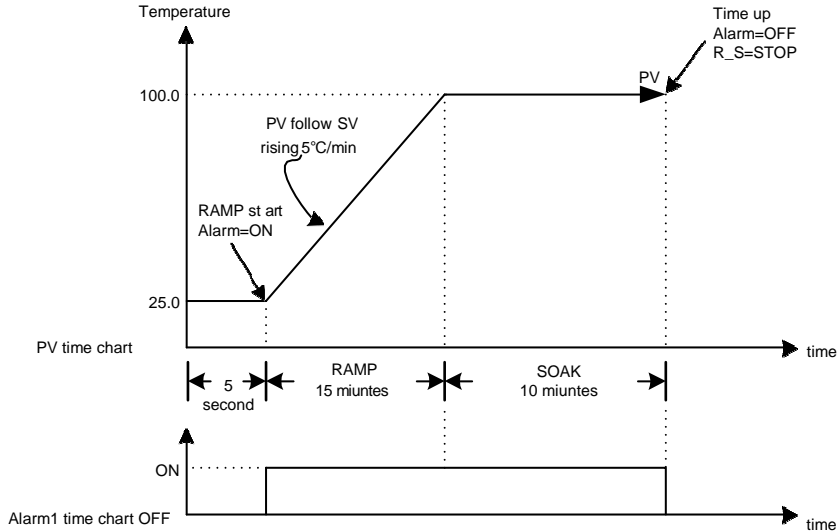 Temperature
Time up
Alarm=OFF
R_S=STOP
PV
100.0
PV follow SV
rising 5°C/min
RAMP st art
Alarm=ON
25.0
PV time chart
time
5
second
RAMP
15 miuntes
SOAK
10 miuntes
ON
Alarm1 time chart OFF
time